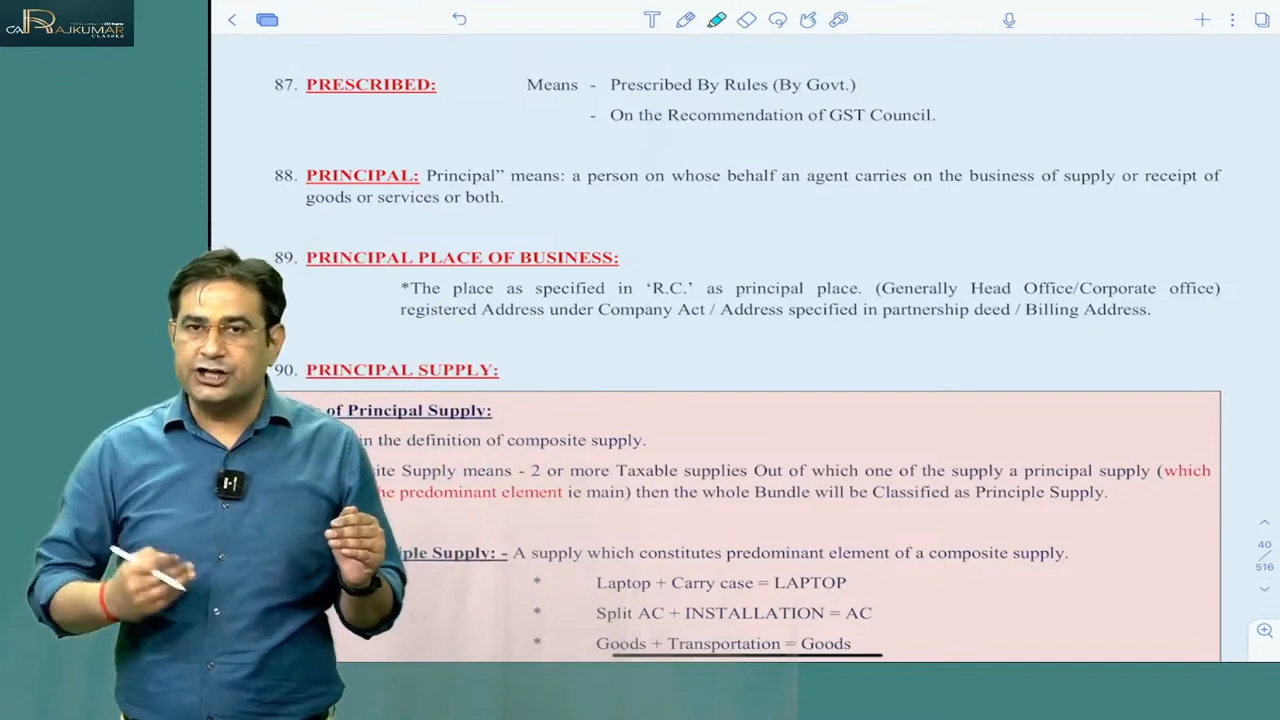 CA RAJKUMAR
CLASSES
87. PRESCRIBED: Means - Prescribed By Rules (By Govt.)
- On the Recommendation of GST Council.
88. PRINCIPAL: Principal” means: a person on whose behalf an agent carries on the business of supply or receipt of
goods or services or both.
89. PRINCIPAL PLACE OF BUSINESS:
*The place as specified in ‘R.C.’ as principal place. (Generally Head Office/Corporate office)
registered Address under Company Act / Address specified in partnership deed / Billing Address.
90. PRINCIPAL SUPPLY:
of Principal Supply:
in the definition of composite supply.
Supply means - 2 or more Taxable supplies Out of which one of the supply a principal supply (which
the predominant element ie main) then the whole Bundle will be Classified as Principle Supply.
Supply: - A supply which constitutes predominant element of a composite supply.
* Laptop + Carry case = LAPTOP
* Split AC + INSTALLATION = AC
* Goods + Transportation = Goods
40
516